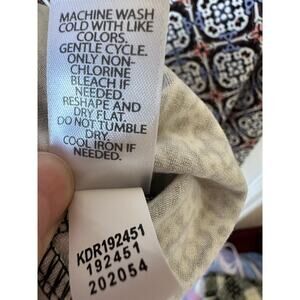 MACHINE WASH
COLD WITH LIKE
COLORS,
GENTLE CYCLE.
ONLY NON-
CHLORINE
BLEACH IF
NEEDED.
RESHAPE AND
DRY FLAT.
DO NOT TUMBLE
DRY.
COOL IRON IF
NEEDED.
KDR192451
192451
202054